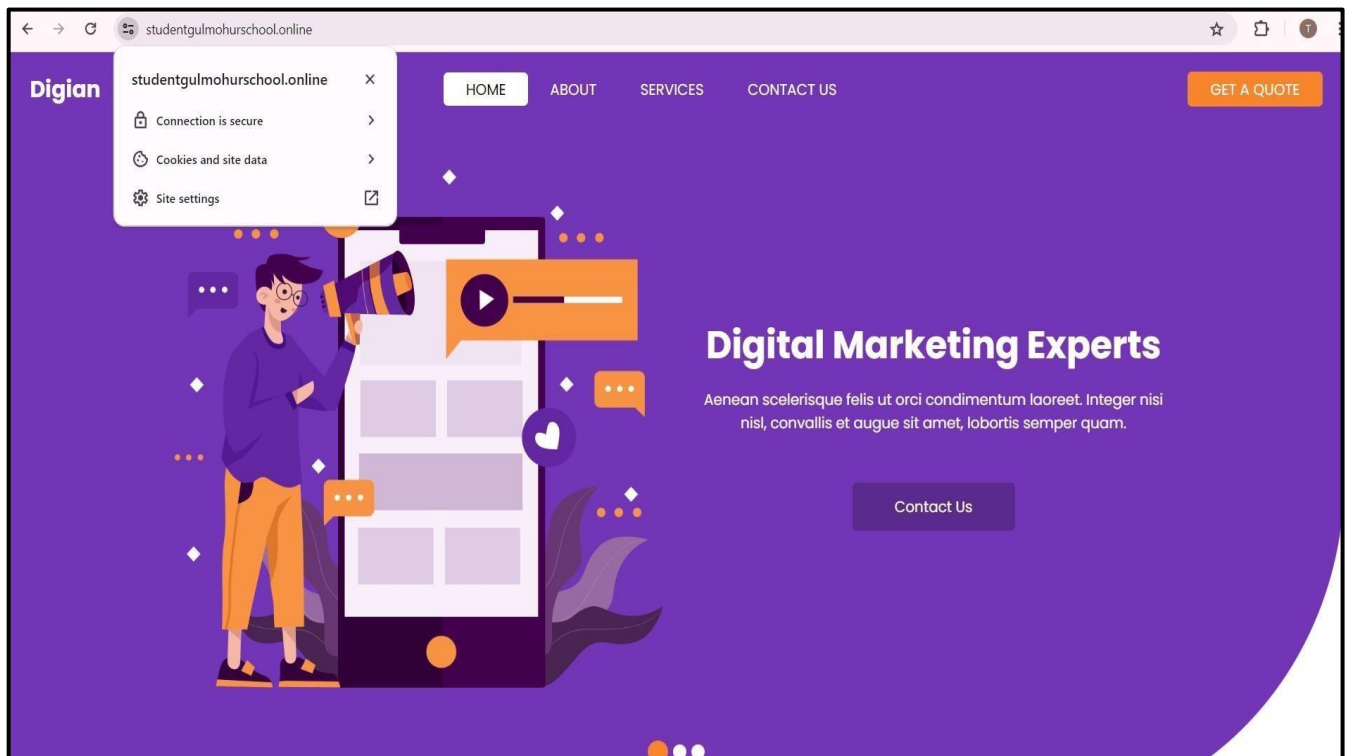 studentgulmohurschool.online
T
Digian
studentgulmohurschool.online
HOME ABOUT SERVICES CONTACT US
GET A QUOTE
Connection is secure
Cookies and site data
Site settings
Digital Marketing Experts
Aenean scelerisque felis ut orci condimentum laoreet. Integer nisi
nisl, convallis et augue sit amet, lobortis semper quam.
Contact Us